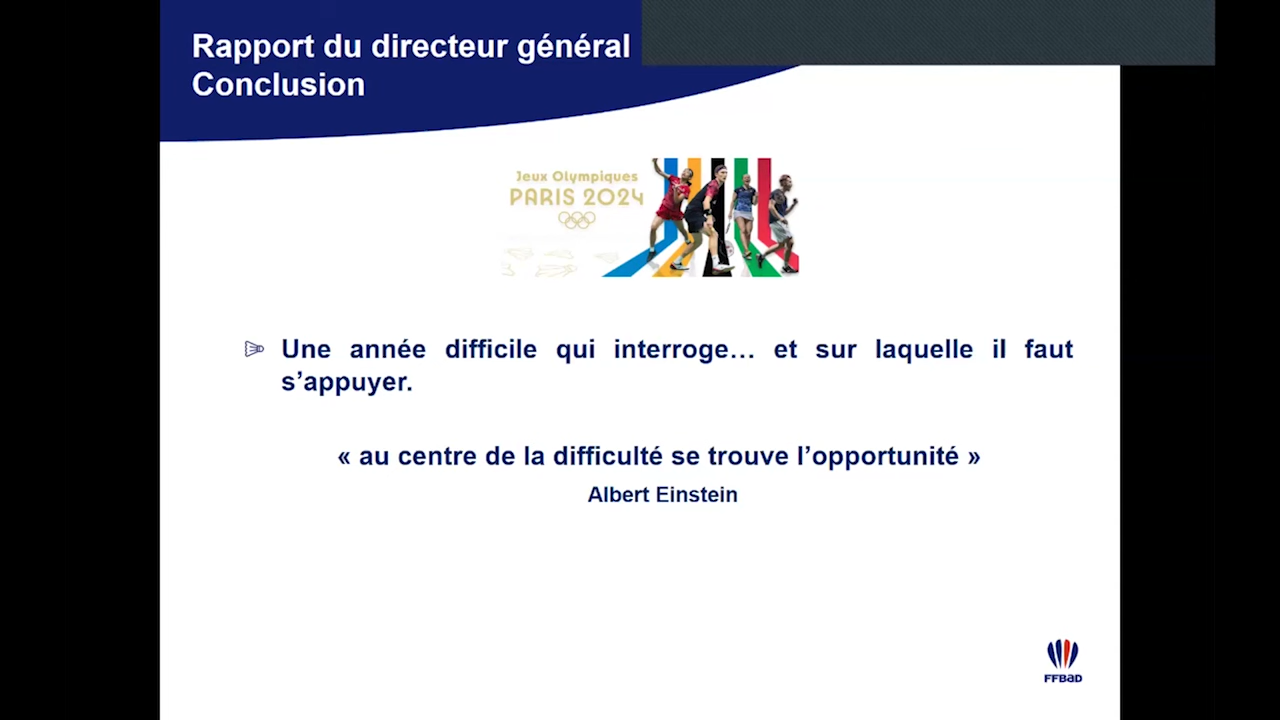 Rapport du directeur général
Conclusion
Jeux Olympiques
PARIS 2024
Une année difficile qui interroge… et sur laquelle il faut
s’appuyer.
« au centre de la difficulté se trouve l’opportunité »
Albert Einstein
FFBaD